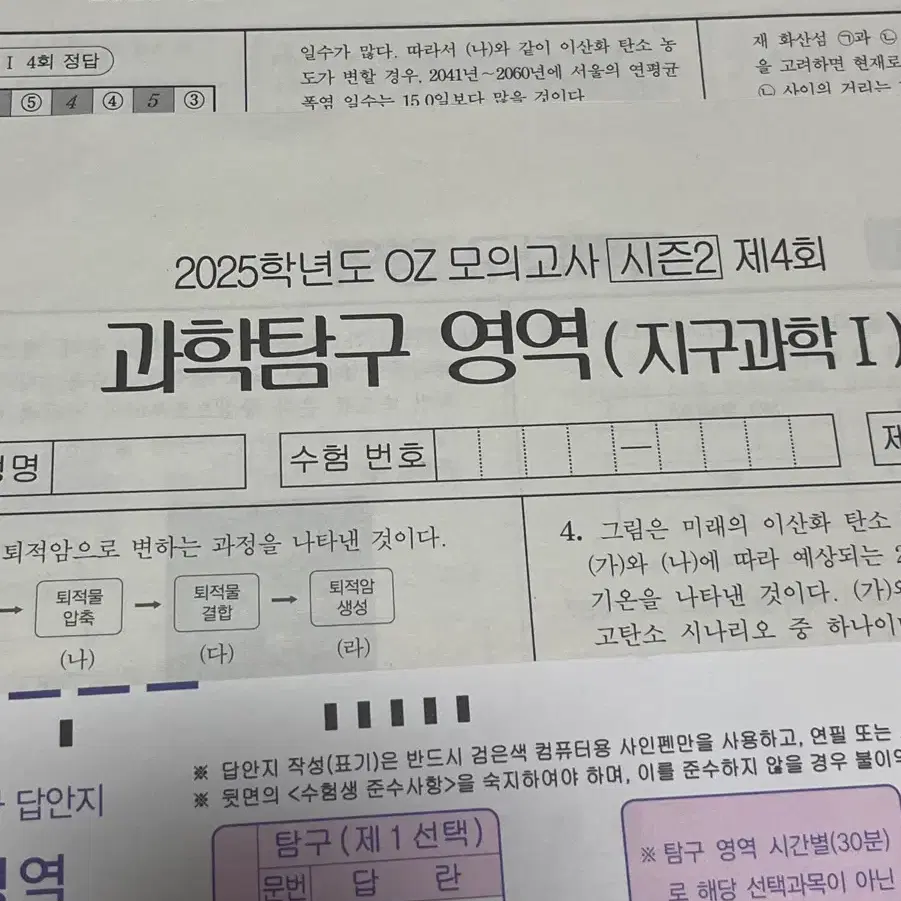 I 4회 정답
⑤ 4 ④ 5 ③
일수가 많다. 따라서 (나)와 같이 이산화 탄소 농
도가 변할 경우, 2041년～2060년에 서울의 연평균
폭염 일수는 15.0일보다 많을 것이다
재 화산섬 ㉠과 ㉡
을 고려하면 현재로
㉡ 사이의 거리는
2025학년도 OZ 모의고사 시즌2 제4회
과학탐구 영역 (지구과학 I)
명
수험 번호
—
제
퇴적암으로 변하는 과정을 나타낸 것이다.
→ 퇴적물 압축 → 퇴적물 결합 → 퇴적암 생성
(나) (다) (라)
4. 그림은 미래의 이산화 탄소
(가)와 (나)에 따라 예상되는
기온을 나타낸 것이다. (가)와
고탄소 시나리오 중 하나이
※ 답안지 작성(표기)은 반드시 검은색 컴퓨터용 사인펜만을 사용하고, 연필 또는
※ 뒷면의 <수험생 준수사항>을 숙지하여야 하며, 이를 준수하지 않을 경우 불이익
답안지
영역
탐구 (제 1 선택)
문번 답 란
※ 탐구 영역 시간별(30분)
로 해당 선택과목이 아닌